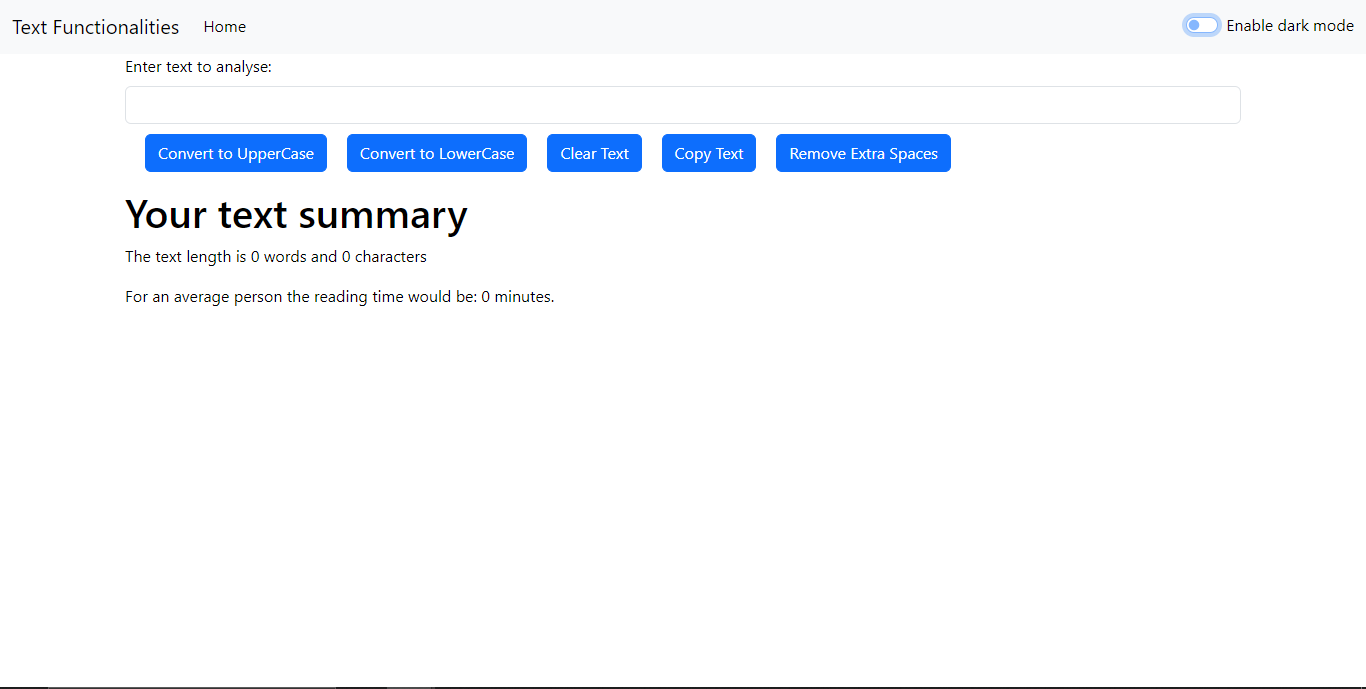 Text Functionalities Home Enable dark mode
Enter text to analyse:
Convert to UpperCase Convert to LowerCase Clear Text Copy Text Remove Extra Spaces
Your text summary
The text length is 0 words and 0 characters
For an average person the reading time would be: 0 minutes.